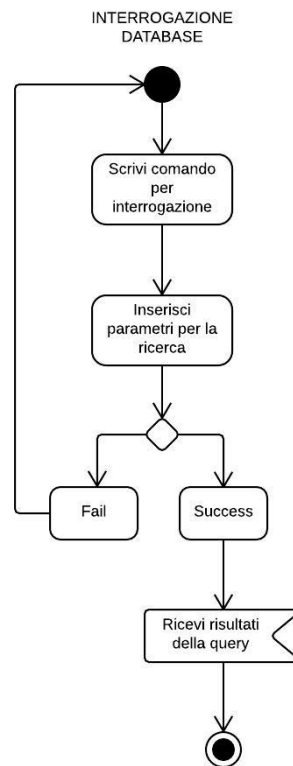 INTERROGAZIONE
DATABASE
Scrivi comando
per
interrogazione
Inserisci
parametri per la
ricerca
Fail
Success
Ricevi risultati
della query